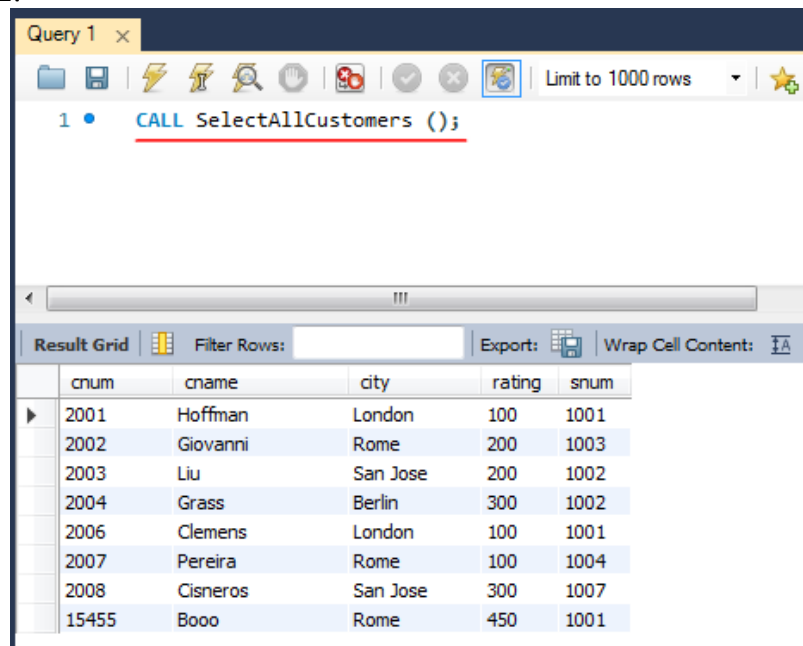 Query 1
Limit to 1000 rows
1 CALL SelectAllCustomers ();
Result Grid Filter Rows: Export: Wrap Cell Content: IA
cnum cname city rating snum
2001 Hoffman London 100 1001
2002 Giovanni Rome 200 1003
2003 Liu San Jose 200 1002
2004 Grass Berlin 300 1002
2006 Clemens London 100 1001
2007 Pereira Rome 100 1004
2008 Cisneros San Jose 300 1007
15455 Booo Rome 450 1001